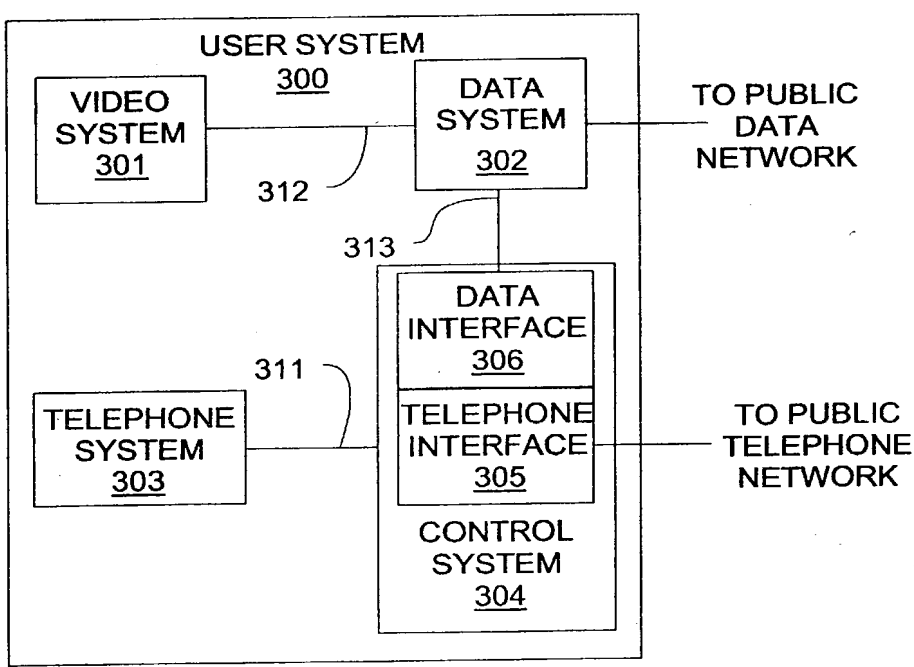 USER SYSTEM
300
VIDEO
SYSTEM
301
DATA
SYSTEM
302
TO PUBLIC
DATA
NETWORK
312
313
DATA
INTERFACE
306
311
TELEPHONE
SYSTEM
303
TELEPHONE
INTERFACE
305
TO PUBLIC
TELEPHONE
NETWORK
CONTROL
SYSTEM
304